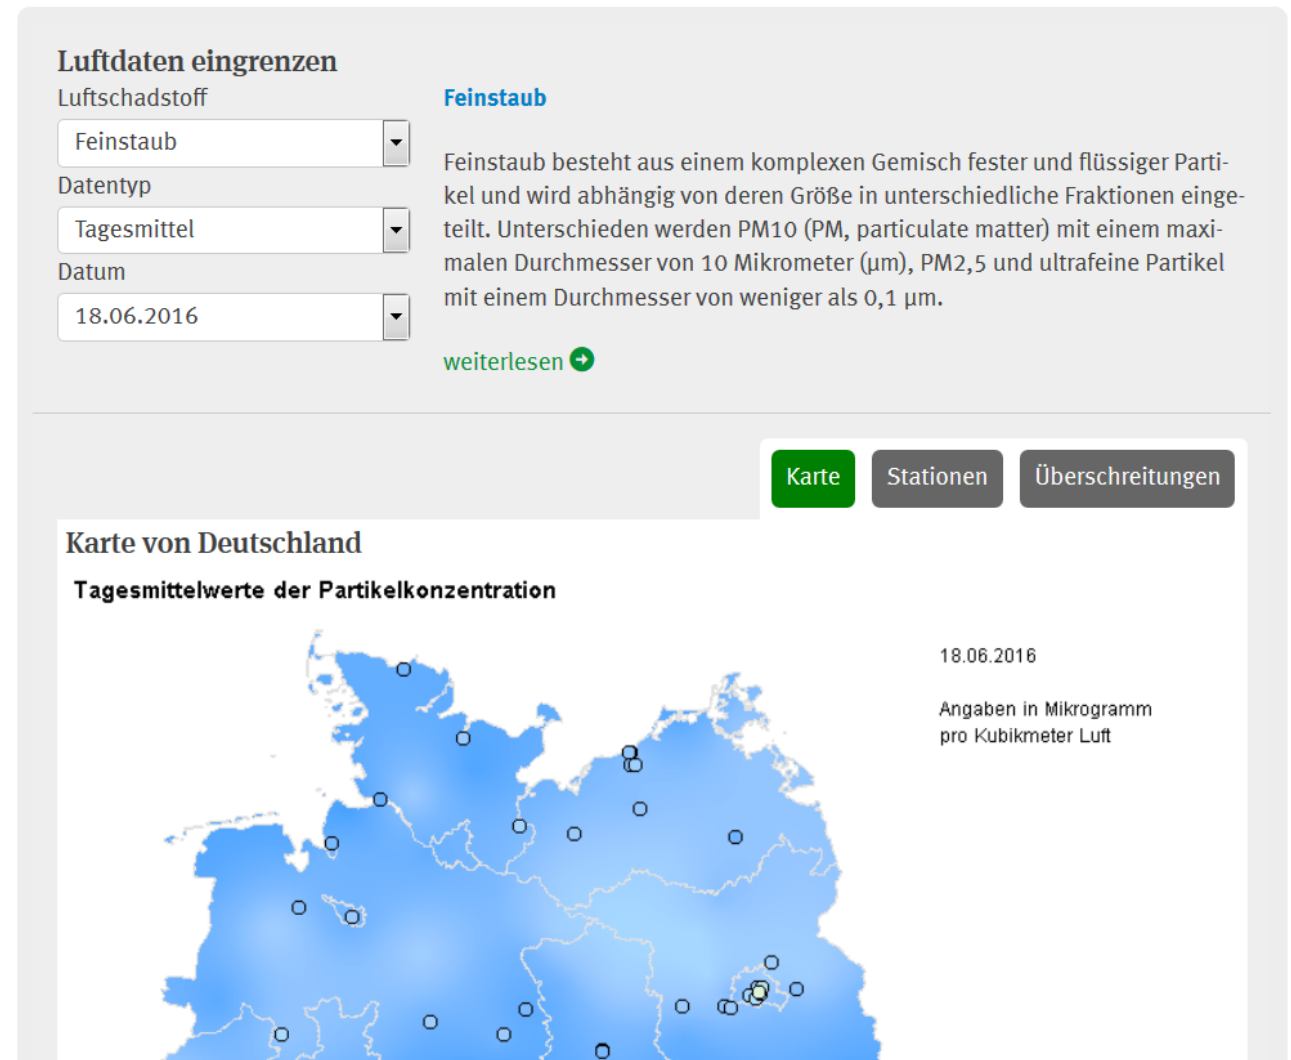 Luftdaten eingrenzen
Luftschadstoff
Feinstaub
Datentyp
Tagesmittel
Datum
18.06.2016
Feinstaub
Feinstaub besteht aus einem komplexen Gemisch fester und flüssiger Parti-
kel und wird abhängig von deren Größe in unterschiedliche Fraktionen einge-
teilt. Unterschieden werden PM10 (PM, particulate matter) mit einem maxi-
malen Durchmesser von 10 Mikrometer (µm), PM2,5 und ultrafeine Partikel
mit einem Durchmesser von weniger als 0,1 µm.
weiterlesen
Karte
Stationen
Überschreitungen
Karte von Deutschland
Tagesmittelwerte der Partikelkonzentration
18.06.2016
Angaben in Mikrogramm
pro Kubikmeter Luft